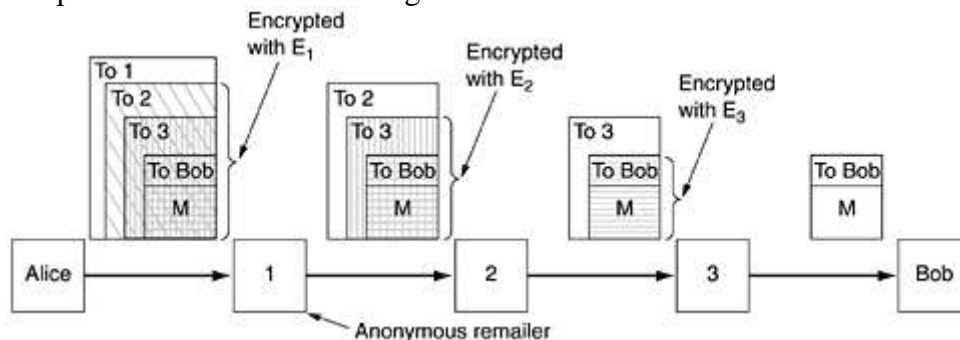 Encrypted
with E1
Encrypted
with E2
Encrypted
with E3
To 1
To 2
To 3
To Bob
M
To 2
To 3
To Bob
M
To 3
To Bob
M
To Bob
M
Alice
1
2
3
Bob
Anonymous remailer